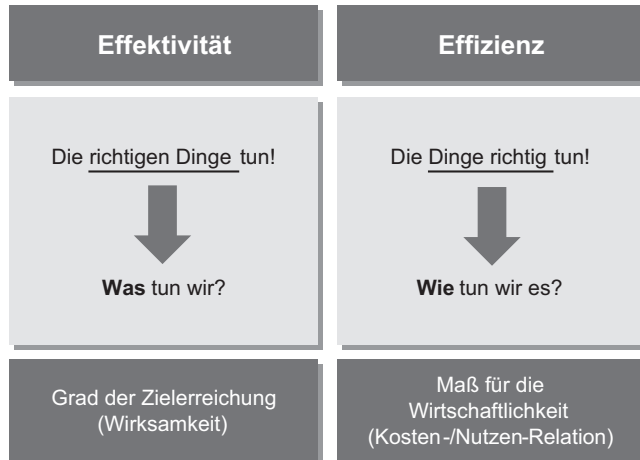 Effektivität
Die richtigen Dinge tun!
Was tun wir?
Grad der Zielerreichung
(Wirksamkeit)
Effizienz
Die Dinge richtig tun!
Wie tun wir es?
Maß für die
Wirtschaftlichkeit
(Kosten-/Nutzen-Relation)